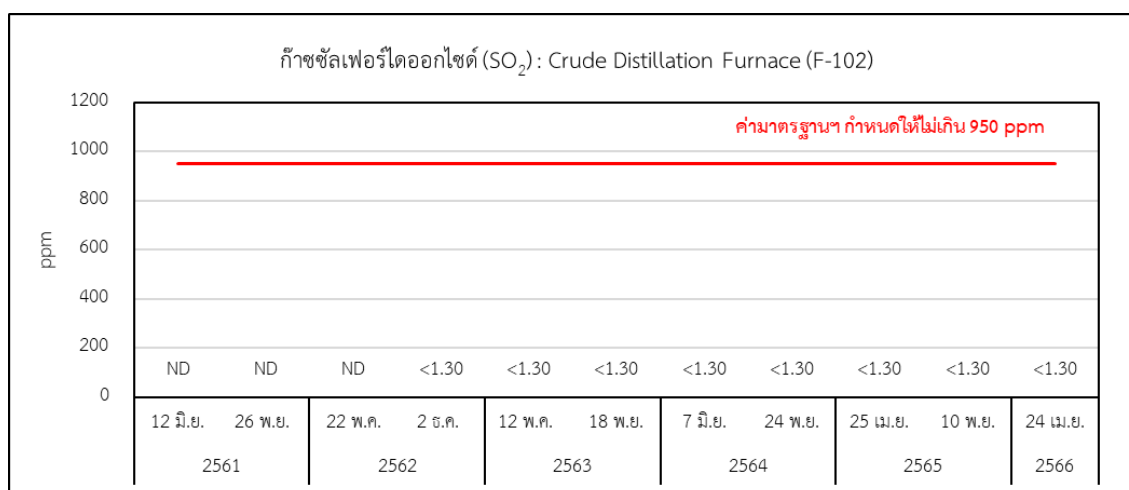 ก๊าซซัลเฟอร์ไดออกไซด์ (SO2) : Crude Distillation Furnace (F-102)
1200
ค่ามาตรฐานฯ กำหนดให้ไม่เกิน 950 ppm
1000
800
600
ppm
400
200
ND ND ND <1.30 <1.30 <1.30 <1.30 <1.30 <1.30 <1.30 <1.30
0
12 มิ.ย. 26 พ.ย. 22 พ.ค. 2 ธ.ค. 12 พ.ค. 18 พ.ย. 7 มิ.ย. 24 พ.ย. 25 เม.ย. 10 พ.ย. 24 เม.ย.
2561 2562 2563 2564 2565 2566